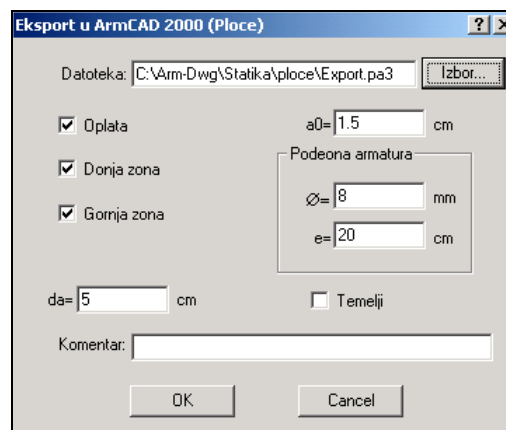 Eksport u ArmCAD 2000 (Ploce)
Datoteka: C:\Arm-Dwg\Statika\ploce\Export.pa3 Izbor...
Oplata a0= 1.5 cm
Podeona armatura
Donja zona
Ø= 8 mm
Gornja zona
e= 20 cm
da= 5 cm Temelji
Komentar:
OK Cancel